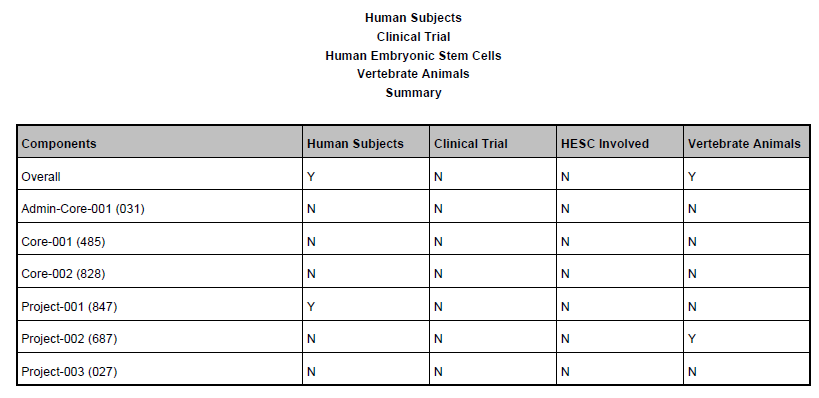 Human Subjects
Clinical Trial
Human Embryonic Stem Cells
Vertebrate Animals
Summary
Components Human Subjects Clinical Trial HESC Involved Vertebrate Animals
Overall Y N N Y
Admin-Core-001 (031) N N N N
Core-001 (485) N N N N
Core-002 (828) N N N N
Project-001 (847) Y N N N
Project-002 (687) N N N Y
Project-003 (027) N N N N